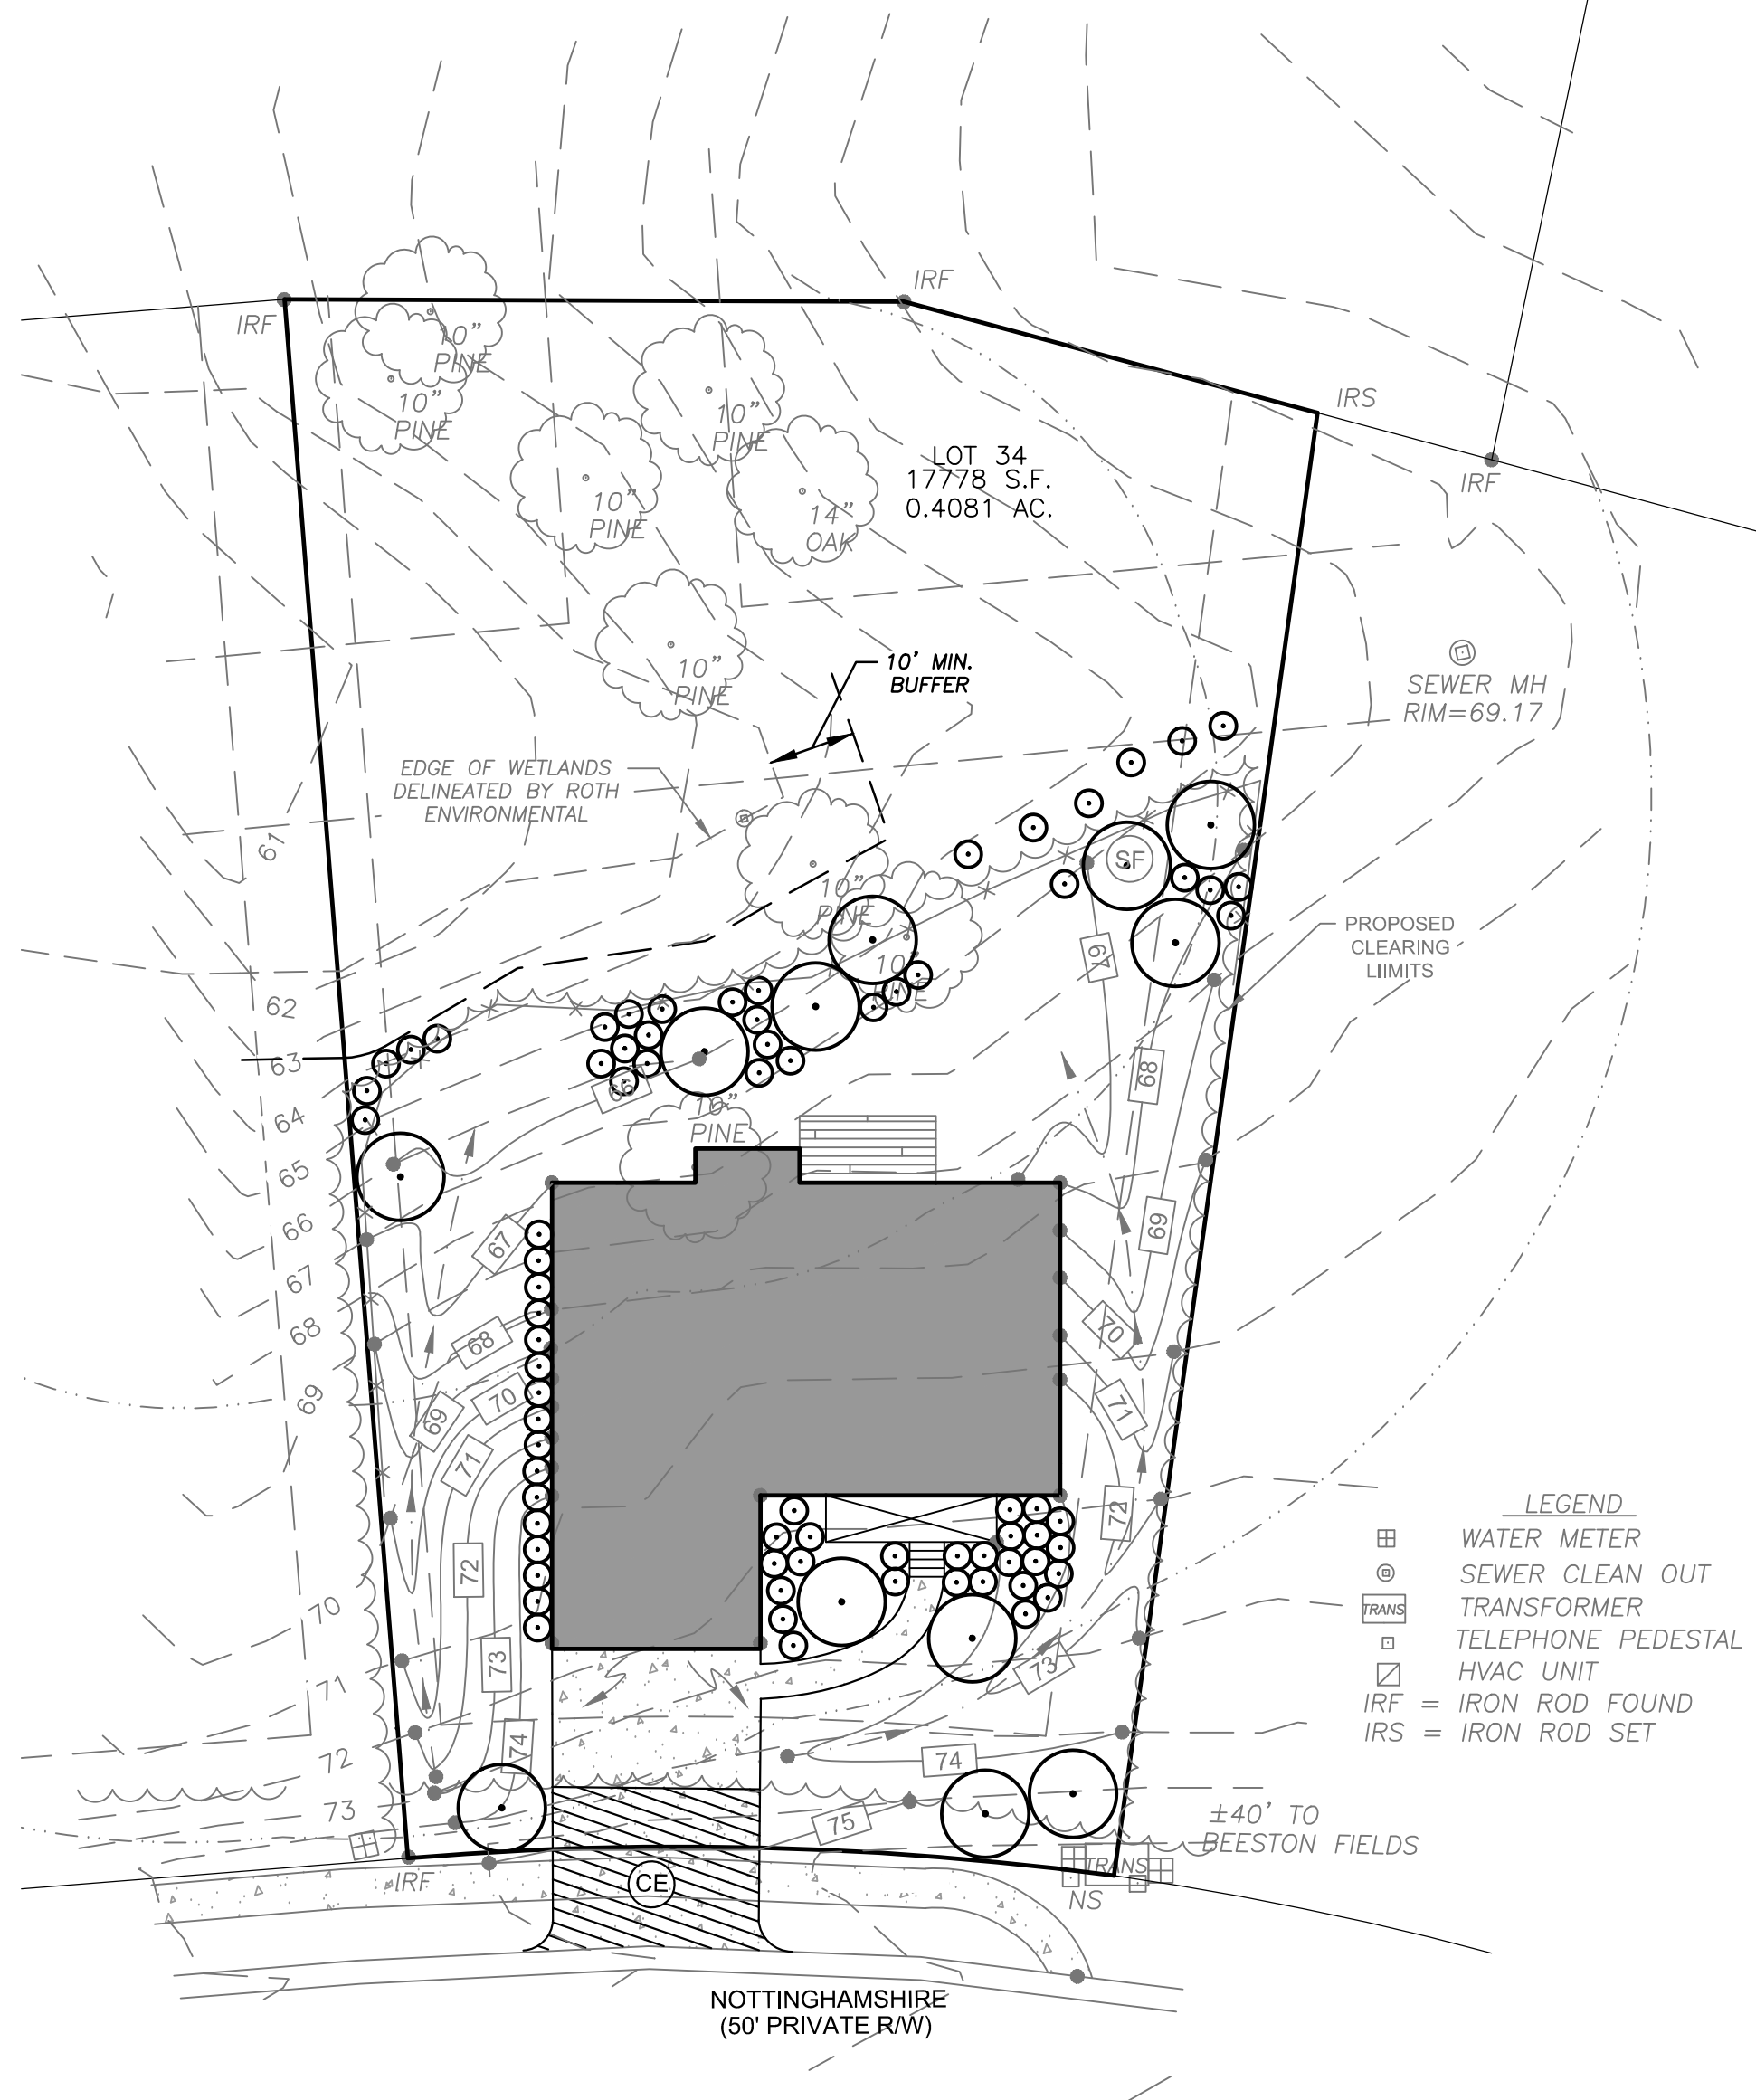 IRF
IRF
10”
PINE
IRS
10”
PINE
10”
PINE
LOT 34
17778 S.F.
0.4081 AC.
IRF
10”
PINE
14”
OAK
10’ MIN.
BUFFER
10”
PINE
SEWER MH
RIM=69.17
EDGE OF WETLANDS
DELINEATED BY ROTH
ENVIRONMENTAL
61
SF
10”
PINE
PROPOSED
CLEARING
LIIMITS
67
10”
PINE
62
63
68
66
64
16”
PINE
65
66
69
67
67
68
68
70
69
70
69
71
71
72
LEGEND
WATER METER
SEWER CLEAN OUT
TRANS
TRANSFORMER
TELEPHONE PEDESTAL
HVAC UNIT
IRF = IRON ROD FOUND
IRS = IRON ROD SET
72
70
73
73
71
74
74
72
73
75
±40’ TO
BEESTON FIELDS
TRANS
IRF
CE
NS
NOTTINGHAMSHIRE
(50' PRIVATE R/W)